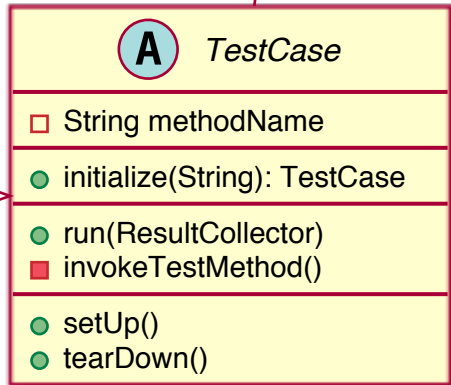 A TestCase
String methodName
initialize(String): TestCase
run(ResultCollector)
invokeTestMethod()
setUp()
tearDown()